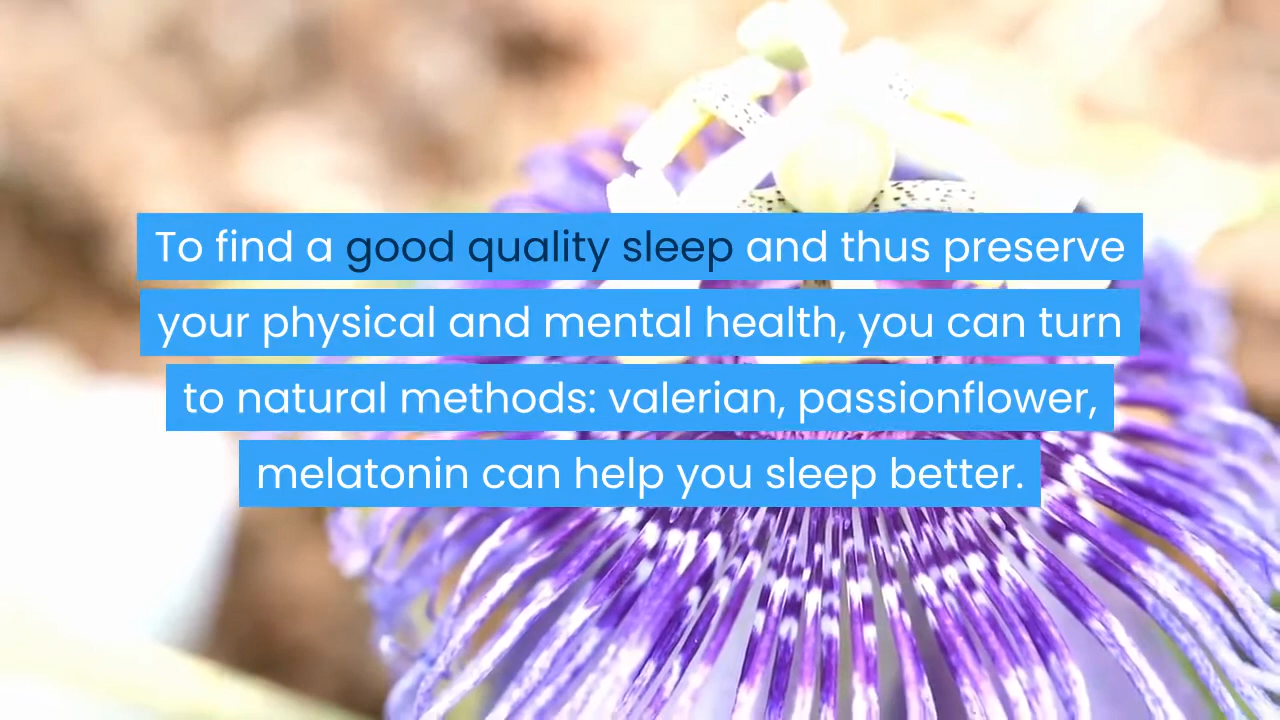 To find a good quality sleep and thus preserve
your physical and mental health, you can turn
to natural methods: valerian, passionflower,
melatonin can help you sleep better.